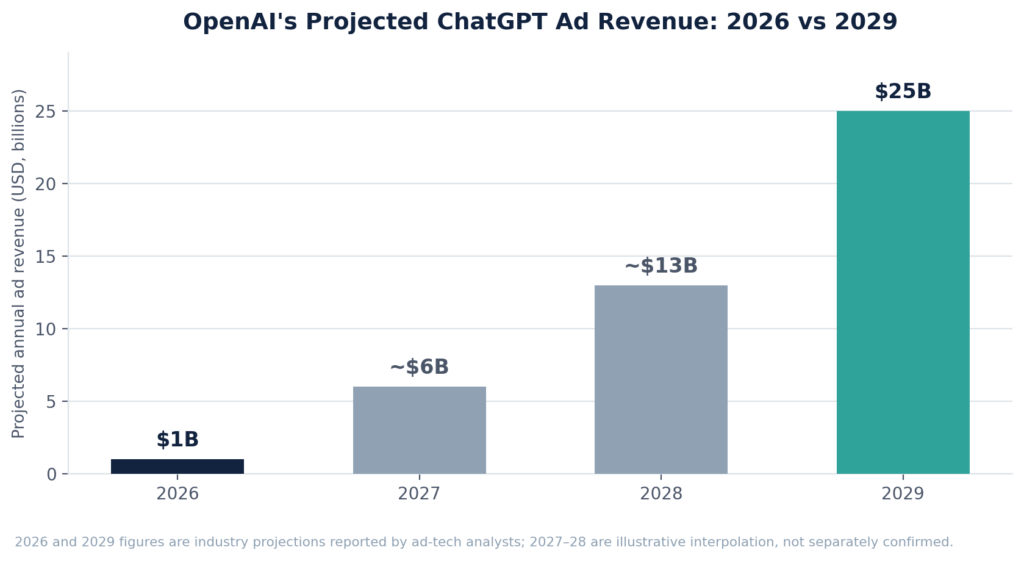 OpenAI's Projected ChatGPT Ad Revenue: 2026 vs 2029
Projected annual ad revenue (USD, billions)
25
20
15
10
5
0
$1B
~$6B
~$13B
$25B
2026
2027
2028
2029
2026 and 2029 figures are industry projections reported by ad-tech analysts; 2027–28 are illustrative interpolation, not separately confirmed.